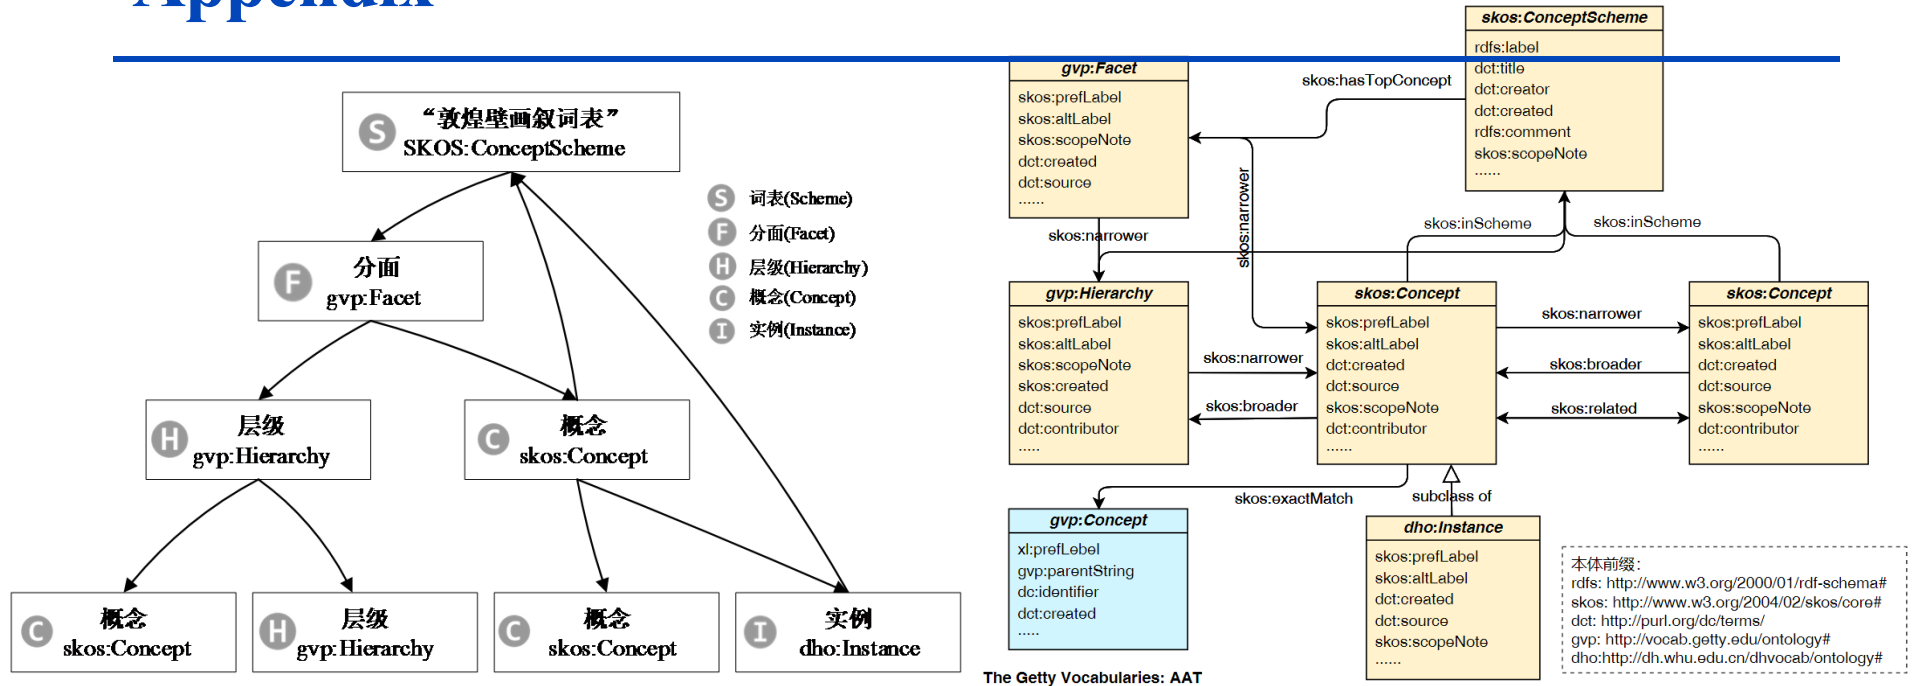 Appendix
“敦煌壁画叙词表”
SKOS:ConceptScheme
分面
gvp:Facet
层级
gvp:Hierarchy
概念
skos:Concept
概念
skos:Concept
层级
gvp:Hierarchy
概念
skos:Concept
实例
dho:Instance
S
F
H
C
C
H
C
I
S 词表(Scheme)
F 分面(Facet)
H 层级(Hierarchy)
C 概念(Concept)
I 实例(Instance)
skos:ConceptScheme
rdfs:label
dct:title
dct:creator
dct:created
rdfs:comment
skos:scopeNote
......
skos:hasTopConcept
gvp:Facet
skos:prefLabel
skos:altLabel
skos:scopeNote
dct:created
dct:source
......
skos:narrower
skos:narrower
skos:inScheme
skos:inScheme
gvp:Hierarchy
skos:prefLabel
skos:altLabel
skos:scopeNote
skos:created
dct:source
dct:contributor
.....
skos:narrower
skos:broader
skos:Concept
skos:prefLabel
skos:altLabel
dct:created
dct:source
skos:scopeNote
dct:contributor
......
skos:narrower
skos:broader
skos:related
skos:Concept
skos:prefLabel
skos:altLabel
dct:created
dct:source
skos:scopeNote
dct:contributor
......
skos:exactMatch
subclass of
gvp:Concept
xl:prefLebel
gvp:parentString
dc:identifier
dct:created
.....
The Getty Vocabularies: AAT
dho:Instance
skos:prefLabel
skos:altLabel
dct:created
dct:source
skos:scopeNote
......
本体前缀：
rdfs: http://www.w3.org/2000/01/rdf-schema#
skos: http://www.w3.org/2004/02/skos/core#
dct: http://purl.org/dc/terms/
gvp: http://vocab.getty.edu/ontology#
dho:http://dh.whu.edu.cn/dhvocab/ontology#